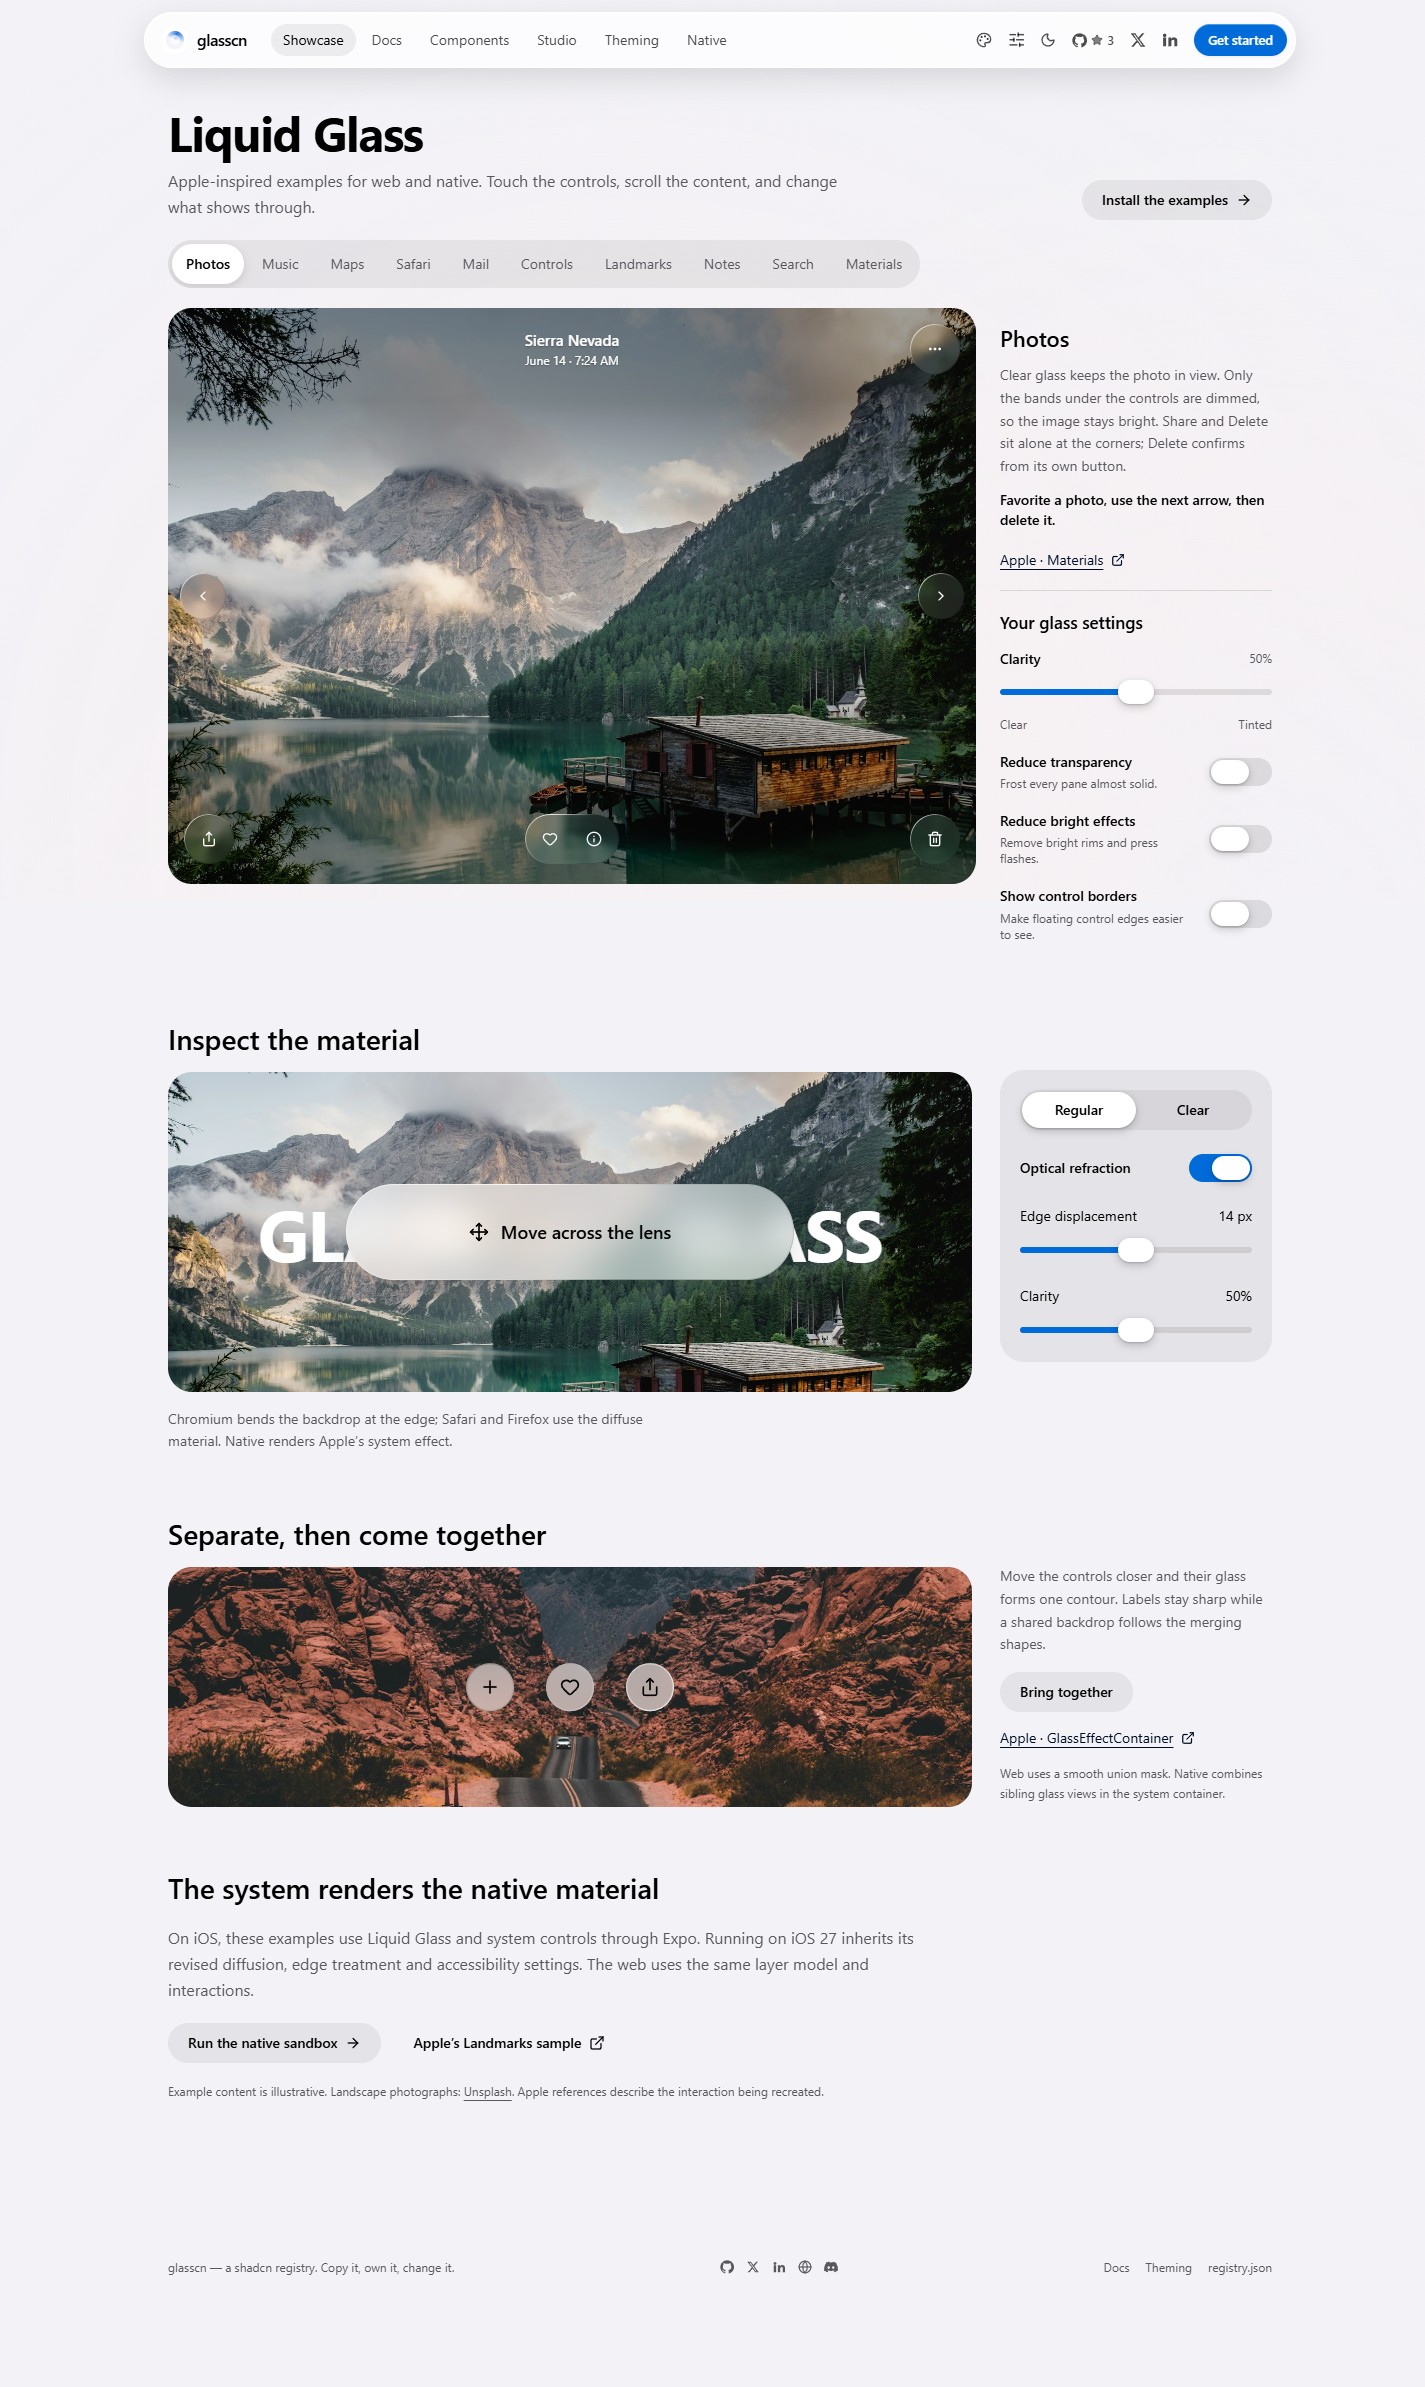 glasscn
Showcase
Docs
Components
Studio
Theming
Native
3
Get started
Liquid Glass
Apple-inspired examples for web and native. Touch the controls, scroll the content, and change
what shows through.
Install the examples
Photos
Music
Maps
Safari
Mail
Controls
Landmarks
Notes
Search
Materials
Sierra Nevada
June 14 · 7:24 AM
Photos
Clear glass keeps the photo in view. Only
the bands under the controls are dimmed,
so the image stays bright. Share and Delete
sit alone at the corners; Delete confirms
from its own button.
Favorite a photo, use the next arrow, then
delete it.
Apple · Materials
Your glass settings
Clarity
50%
Clear
Tinted
Reduce transparency
Frost every pane almost solid.
Reduce bright effects
Remove bright rims and press
flashes.
Show control borders
Make floating control edges easier
to see.
Inspect the material
GL
Move across the lens
ASS
Regular
Clear
Optical refraction
Edge displacement
14 px
Clarity
50%
Chromium bends the backdrop at the edge; Safari and Firefox use the diffuse
material. Native renders Apple's system effect.
Separate, then come together
Move the controls closer and their glass
forms one contour. Labels stay sharp while
a shared backdrop follows the merging
shapes.
Bring together
Apple · GlassEffectContainer
Web uses a smooth union mask. Native combines
sibling glass views in the system container.
The system renders the native material
On iOS, these examples use Liquid Glass and system controls through Expo. Running on iOS 27 inherits its
revised diffusion, edge treatment and accessibility settings. The web uses the same layer model and
interactions.
Run the native sandbox
Apple's Landmarks sample
Example content is illustrative. Landscape photographs: Unsplash. Apple references describe the interaction being recreated.
glasscn — a shadcn registry. Copy it, own it, change it.
Docs
Theming
registry.json